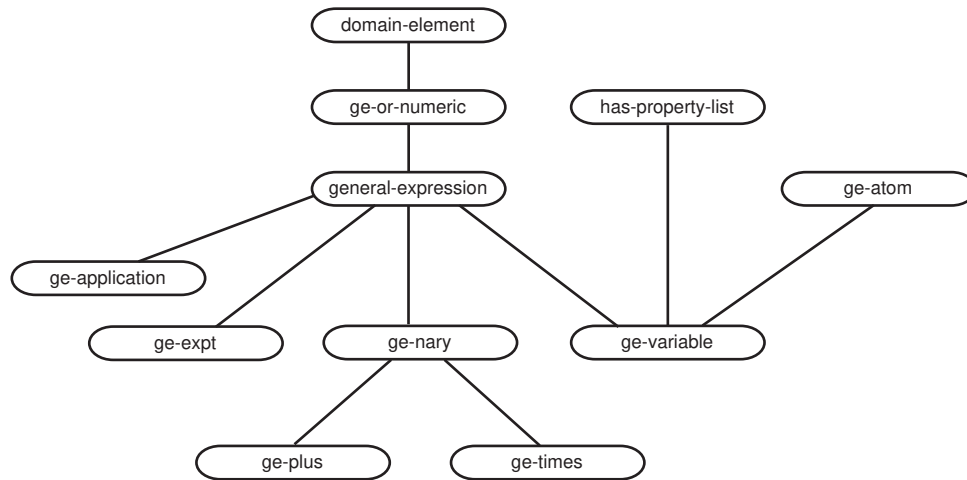 domain-element
ge-or-numeric
has-property-list
general-expression
ge-atom
ge-application
ge-expt
ge-nary
ge-variable
ge-plus
ge-times